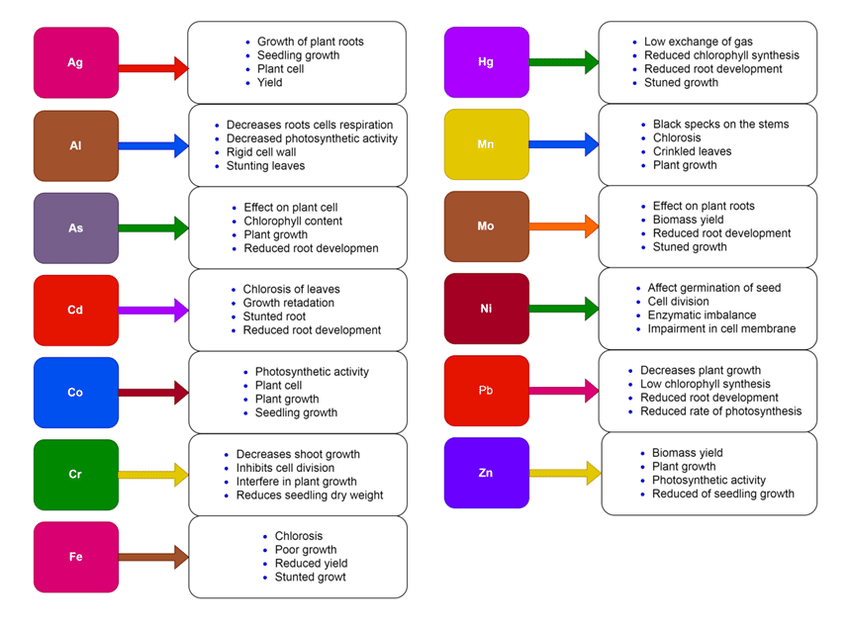 Ag
Growth of plant roots
Seedling growth
Plant cell
Yield
Al
Decreases roots cells respiration
Decreased photosynthetic activity
Rigid cell wall
Stunting leaves
As
Effect on plant cell
Chlorophyll content
Plant growth
Reduced root developmen
Cd
Chlorosis of leaves
Growth retadation
Stunted root
Reduced root development
Co
Photosynthetic activity
Plant cell
Plant growth
Seedling growth
Cr
Decreases shoot growth
Inhibits cell division
Interfere in plant growth
Reduces seedling dry weight
Fe
Chlorosis
Poor growth
Reduced yield
Stunted growt
Hg
Low exchange of gas
Reduced chlorophyll synthesis
Reduced root development
Stuned growth
Mn
Black specks on the stems
Chlorosis
Crinkled leaves
Plant growth
Mo
Effect on plant roots
Biomass yield
Reduced root development
Stuned growth
Ni
Affect germination of seed
Cell division
Enzymatic imbalance
Impairment in cell membrane
Pb
Decreases plant growth
Low chlorophyll synthesis
Reduced root development
Reduced rate of photosynthesis
Zn
Biomass yield
Plant growth
Photosynthetic activity
Reduced of seedling growth